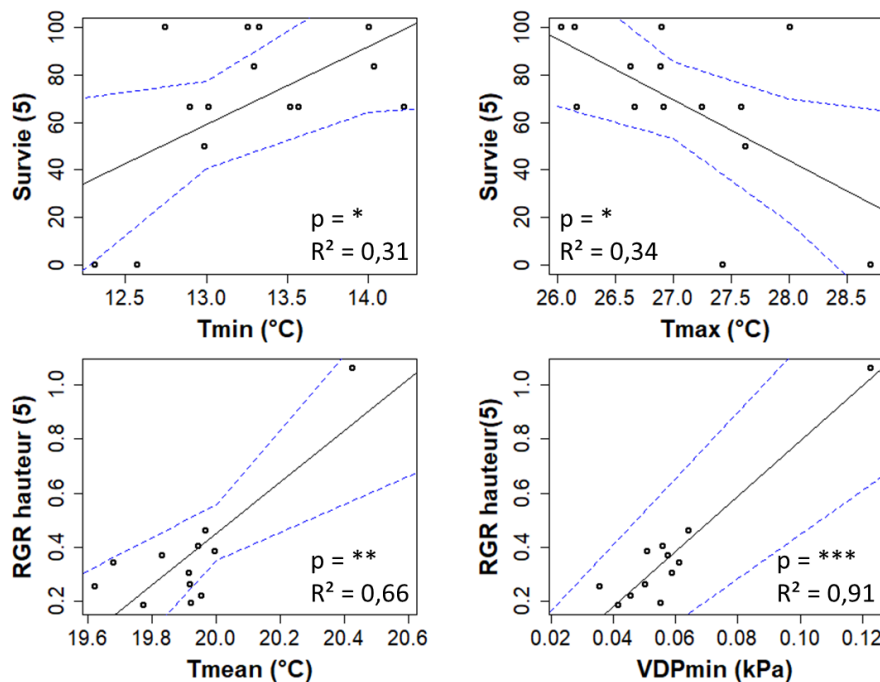 Survie (5)
0 20 40 60 80 100
p = *
R² = 0,31
12.5 13.0 13.5 14.0
Tmin (°C)
Survie (5)
0 20 40 60 80 100
p = *
R² = 0,34
26.0 26.5 27.0 27.5 28.0 28.5
Tmax (°C)
RGR hauteur (5)
0.2 0.4 0.6 0.8 1.0
p = **
R² = 0,66
19.6 19.8 20.0 20.2 20.4 20.6
Tmean (°C)
RGR hauteur(5)
0.2 0.4 0.6 0.8 1.0
p = ***
R² = 0,91
0.02 0.04 0.06 0.08 0.10 0.12
VDPmin (kPa)